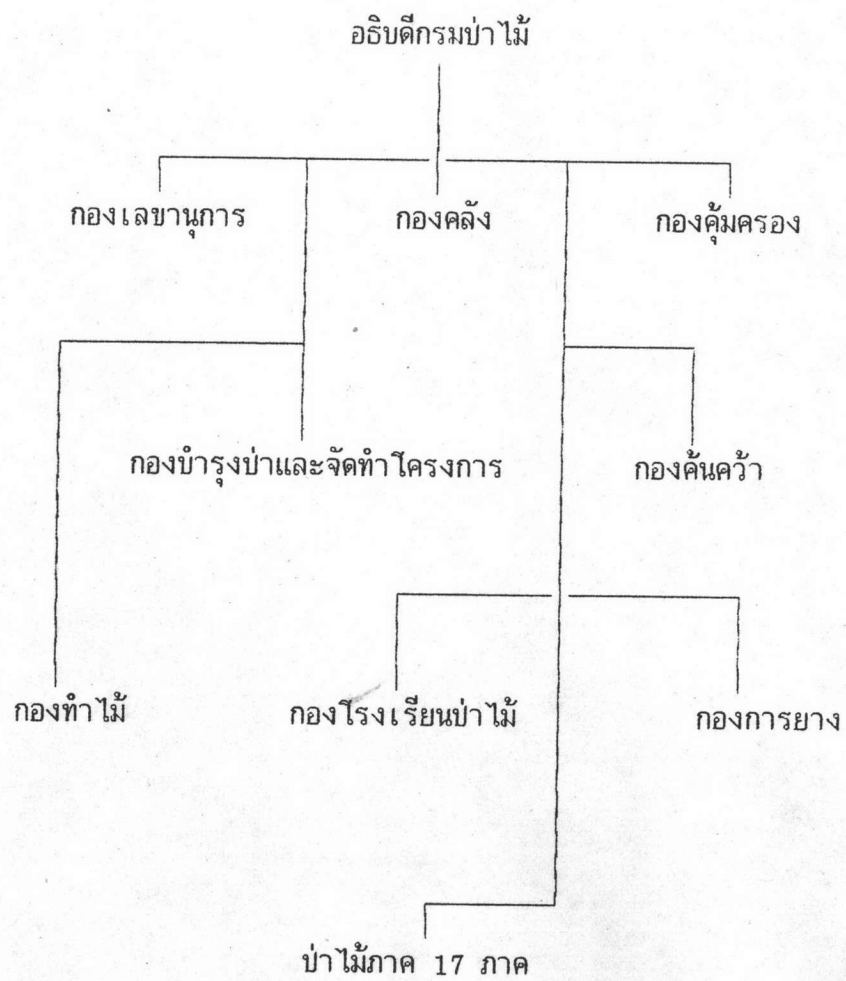 อธิบดีกรมป่าไม้
กองเลขานุการ
กองคลัง
กองคุ้มครอง
กองบำรุงป่าและจัดทำโครงการ
กองค้นคว้า
กองทำไม้
กองโรงเรียนป่าไม้
กองการยาง
ป่าไม้ภาค 17 ภาค